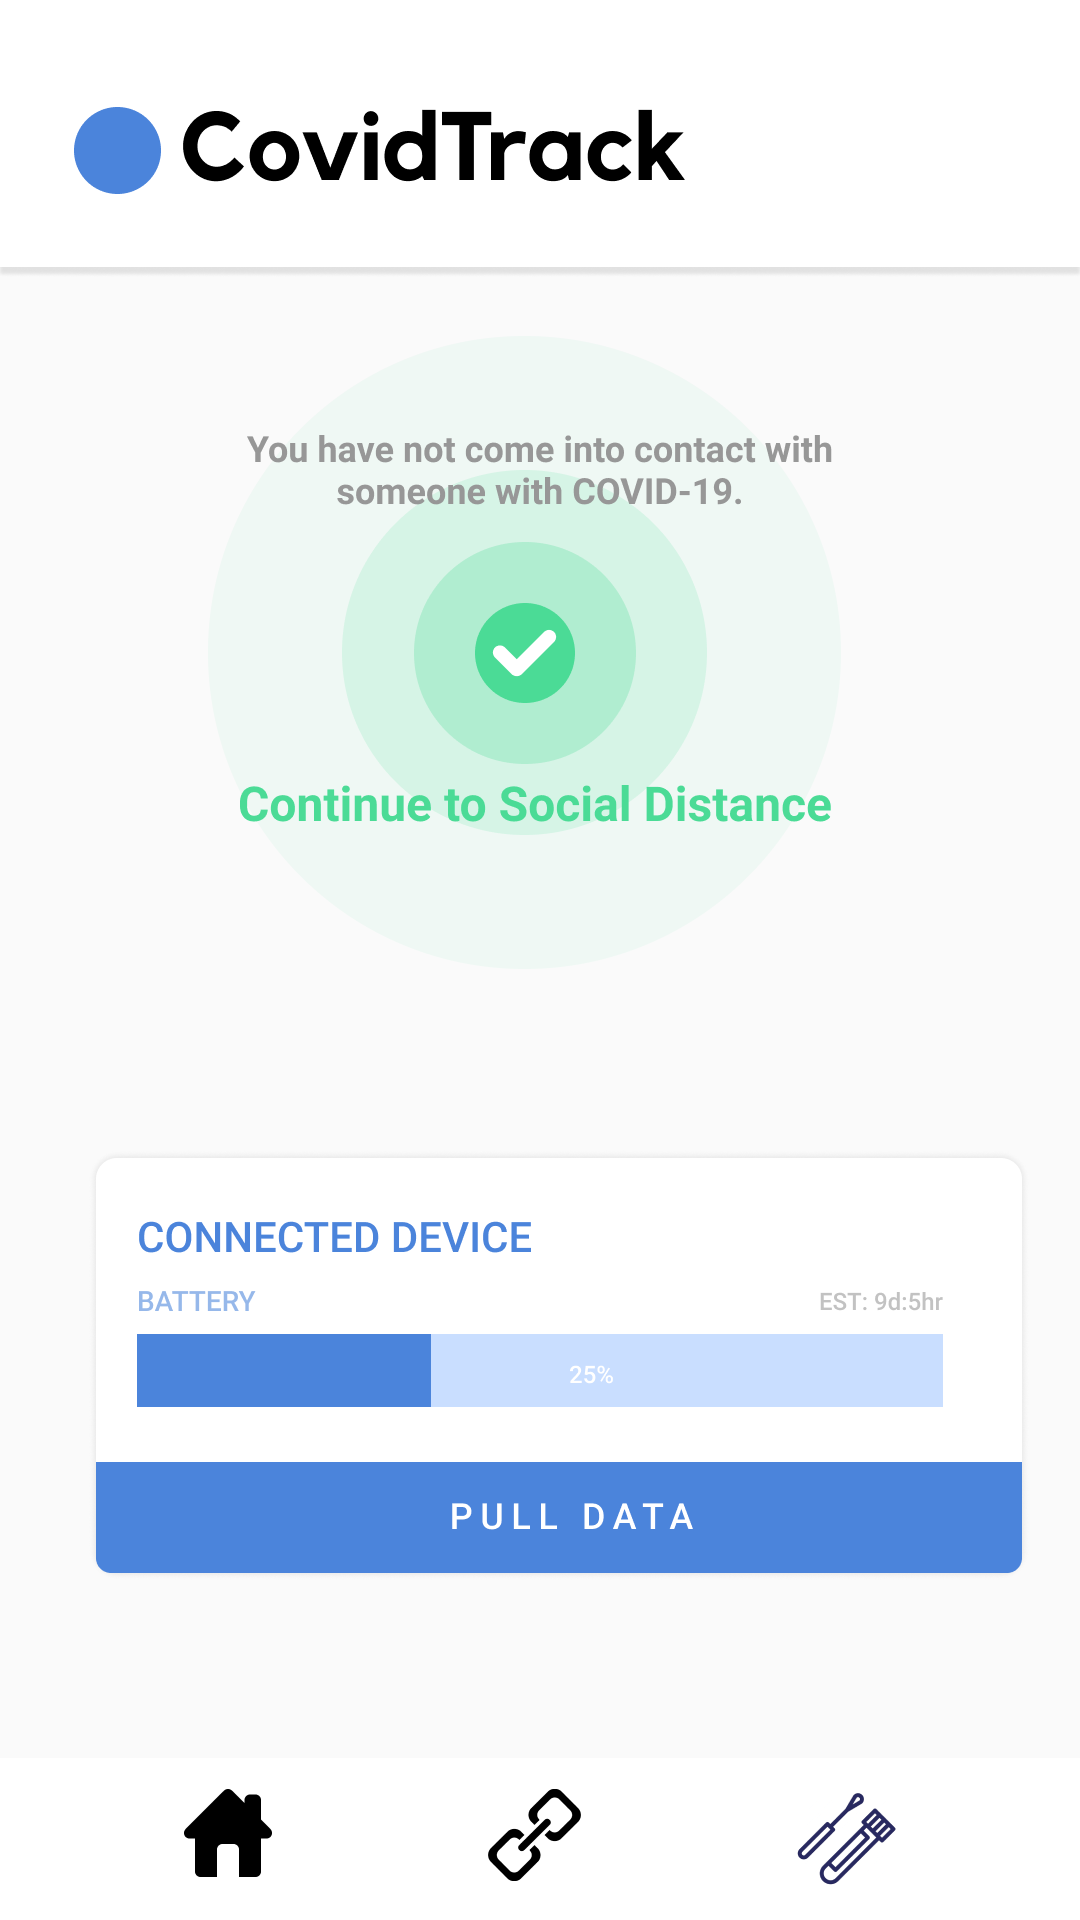 CovidTrack
You have not come into contact with
someone with COVID-19.
Continue to Social Distance
CONNECTED DEVICE
BATTERY
EST: 9d:5hr
25%
PULL DATA